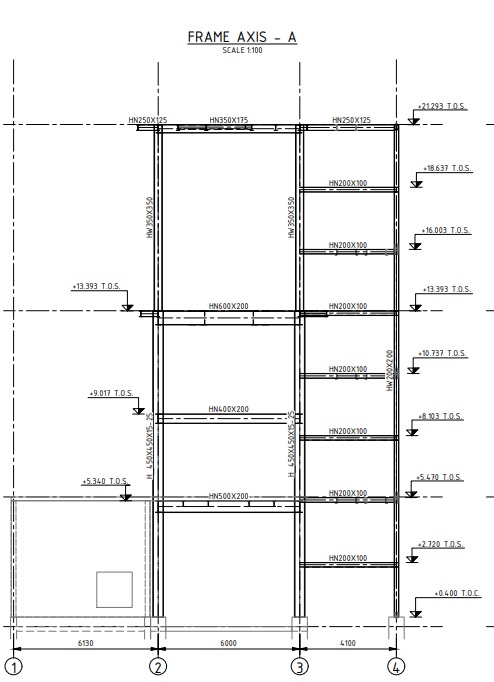 FRAME AXIS - A
SCALE 1:100
+21.293 T.O.S.
HN250X125
HN350X175
HN250X125
+18.637 T.O.S.
HN200X100
HW350X350
HW350X350
+16.003 T.O.S.
HN200X100
+13.393 T.O.S.
+13.393 T.O.S.
HN600X200
HN200X100
+10.737 T.O.S.
HN200X100
HW200X200
+9.017 T.O.S.
HN400X200
+8.103 T.O.S.
HN200X100
H 450X450X15-25
H 450X450X15-25
+5.340 T.O.S.
+5.470 T.O.S.
HN500X200
HN200X100
+2.720 T.O.S.
HN200X100
+0.400 T.O.C.
6130
6000
4100
1
2
3
4